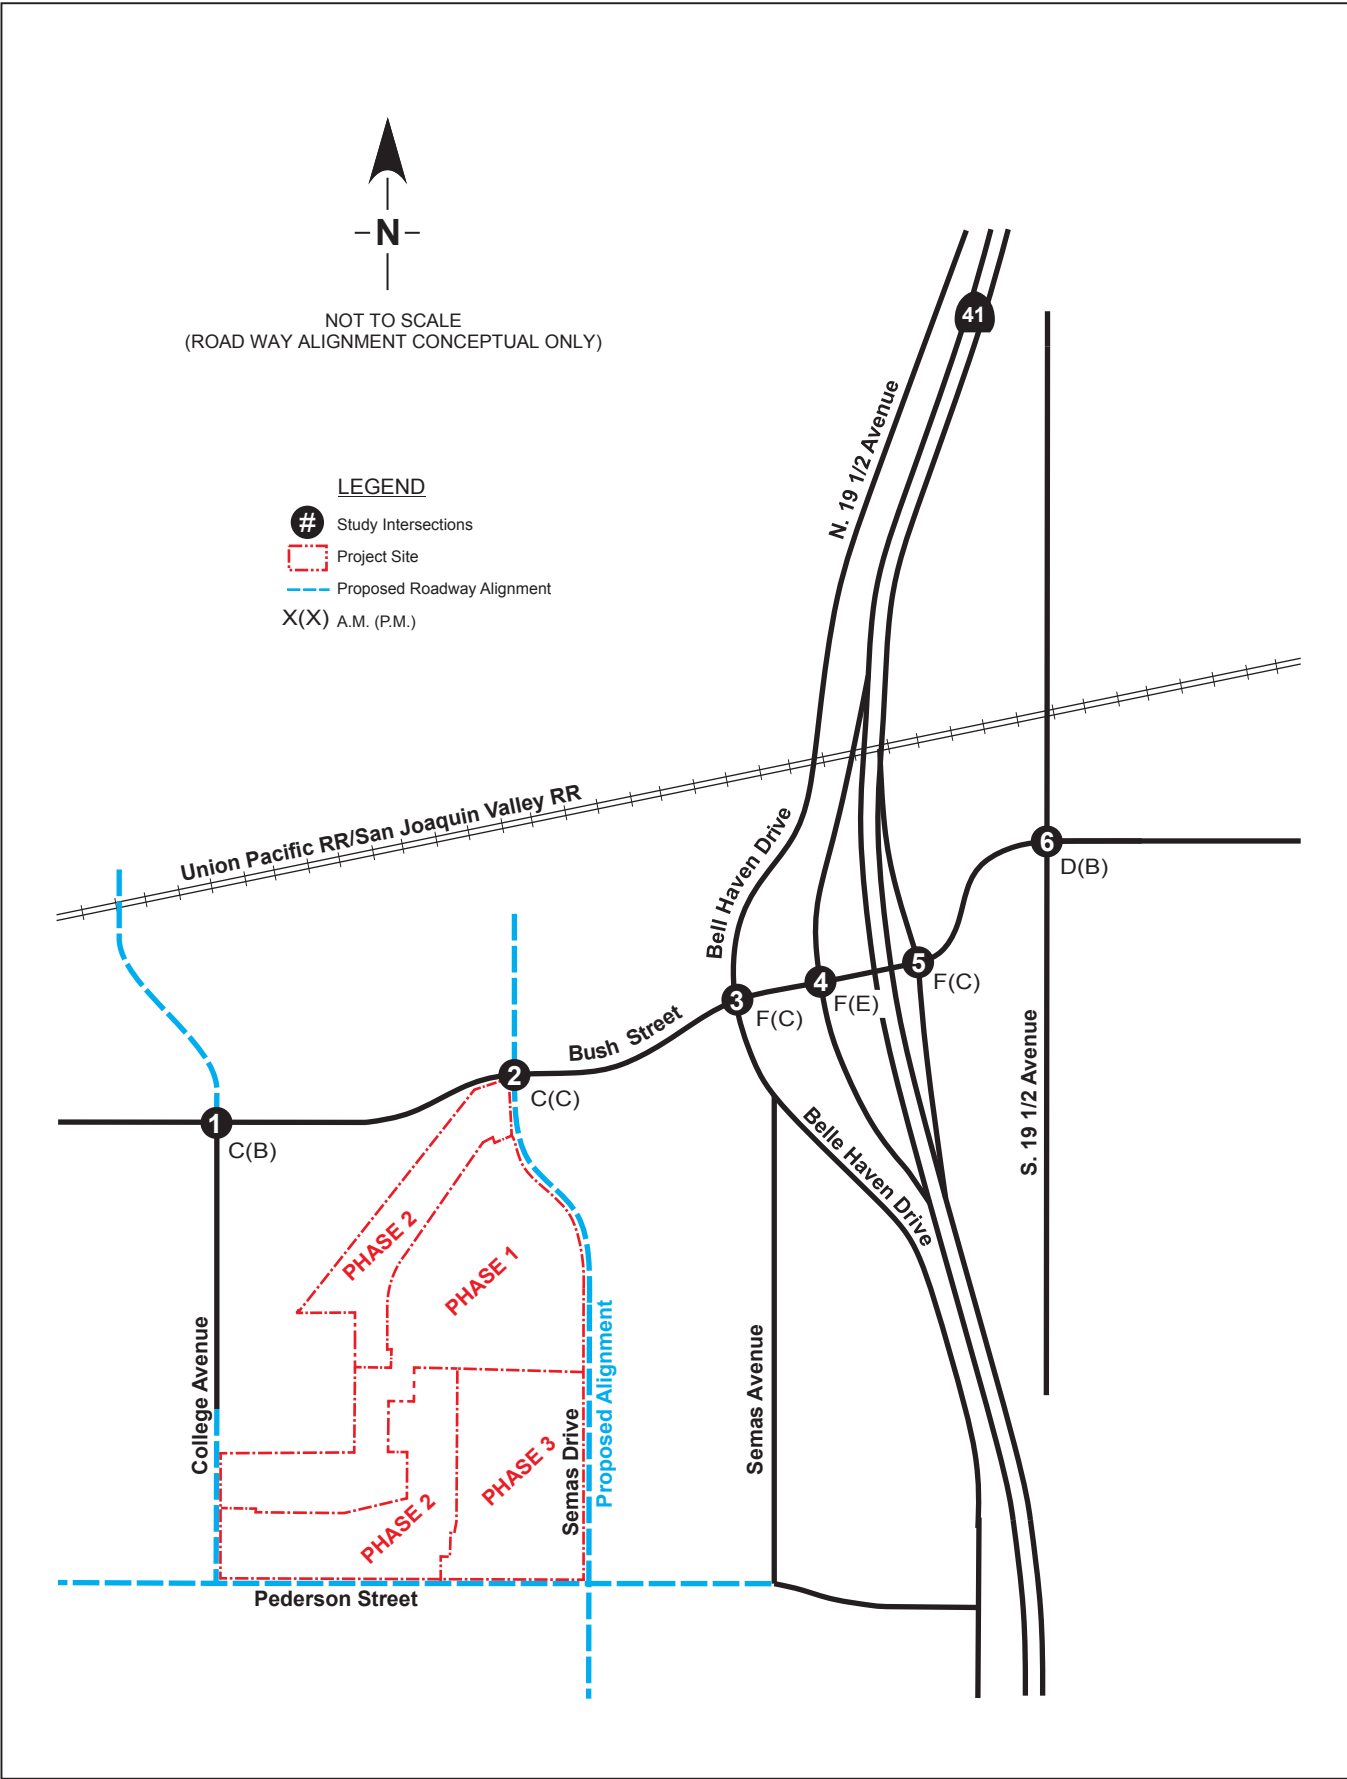 N
NOT TO SCALE
(ROAD WAY ALIGNMENT CONCEPTUAL ONLY)
41
N. 19 1/2 Avenue
LEGEND
# Study Intersections
Project Site
Proposed Roadway Alignment
X(X) A.M. (P.M.)
Union Pacific RR/San Joaquin Valley RR
Bell Haven Drive
6
D(B)
5
F(C)
4
F(E)
3
F(C)
Bush Street
2
C(C)
1
C(B)
S. 19 1/2 Avenue
Belle Haven Drive
PHASE 2
PHASE 1
College Avenue
Semas Drive
Proposed Alignment
Semas Avenue
PHASE 3
PHASE 2
Pederson Street